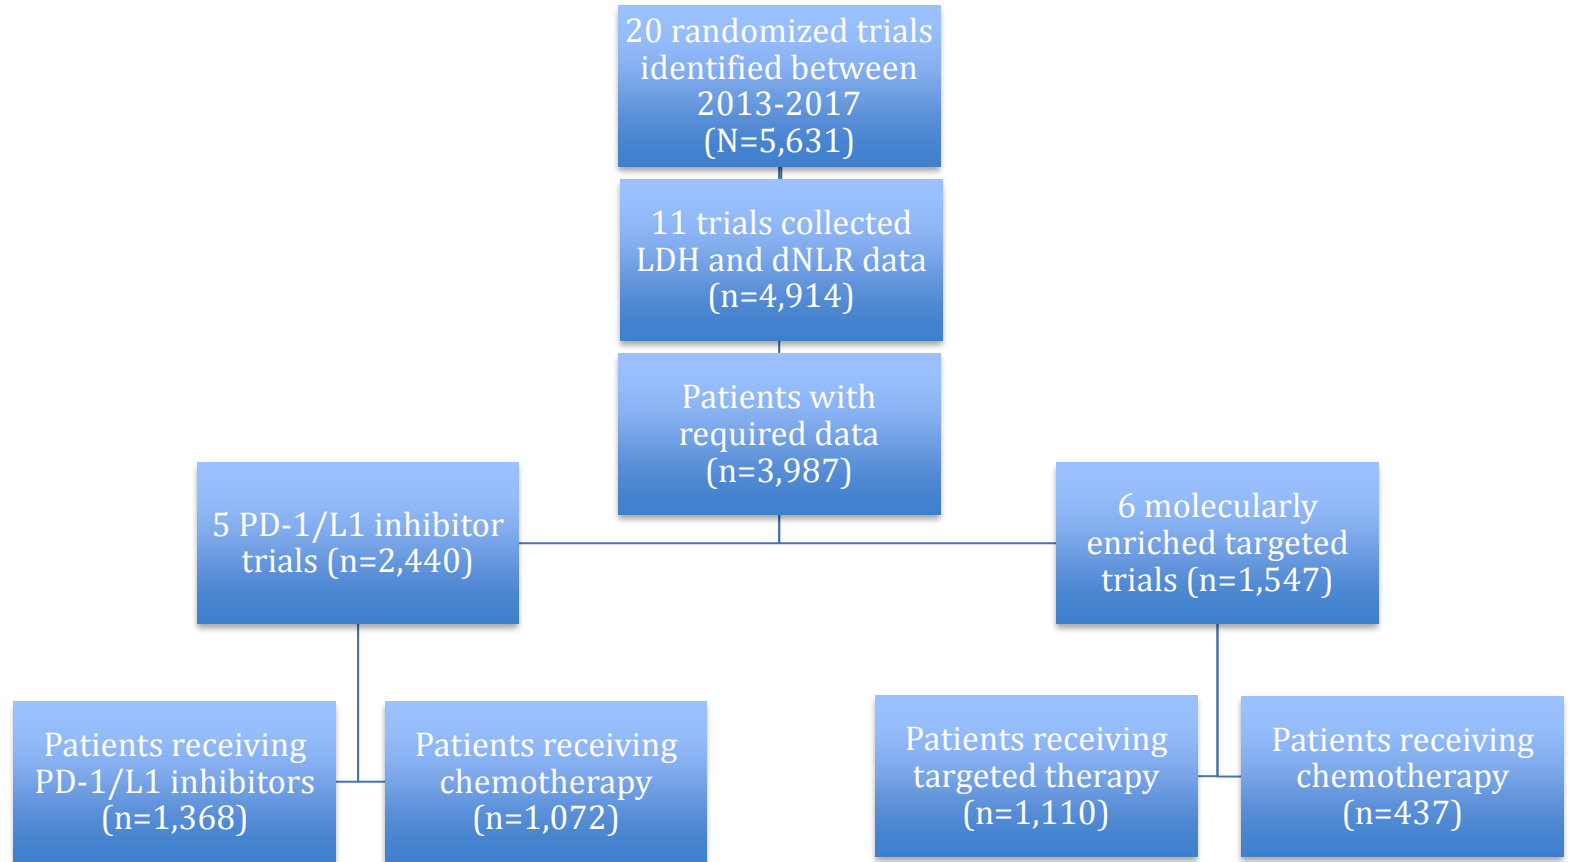 20 randomized trials
identified between
2013-2017
(N=5,631)
11 trials collected
LDH and dNLR data
(n=4,914)
Patients with
required data
(n=3,987)
5 PD-1/L1 inhibitor
trials (n=2,440)
6 molecularly
enriched targeted
trials (n=1,547)
Patients receiving
PD-1/L1 inhibitors
(n=1,368)
Patients receiving
chemotherapy
(n=1,072)
Patients receiving
targeted therapy
(n=1,110)
Patients receiving
chemotherapy
(n=437)